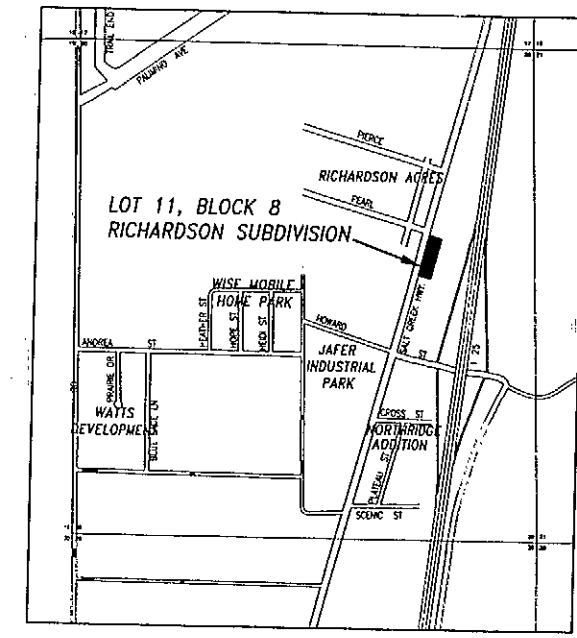 TRAIL END
PALMINO AVE
PIERCE
RICHARDSON ACRES
PEARL
LOT 11, BLOCK 8
RICHARDSON SUBDIVISION
WISE MOBILE
HOME PARK
HEATHER ST
HOPE ST
HEIDI ST
HOWARD
ST
SALT CREEK HWY.
I 25
ANDREA ST
JAFER
INDUSTRIAL
PARK
PRAIRIE DR
WATTS
DEVELOPMEN
CROSS ST
NORTHRIDGE
ADDITION
PLATEAU ST
SCENIC ST